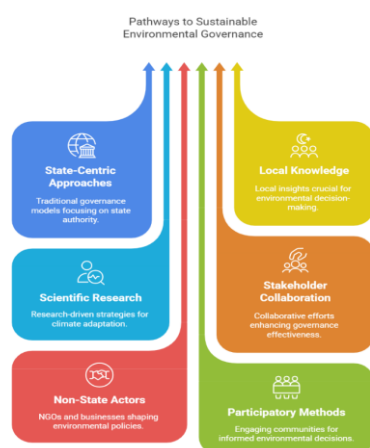 Pathways to Sustainable
Environmental Governance
State-Centric
Approaches
Traditional governance
models focusing on state
authority.
Local Knowledge
Local insights crucial for
environmental decision-
making.
Scientific Research
Research-driven strategies for
climate adaptation.
Stakeholder
Collaboration
Collaborative efforts
enhancing governance
effectiveness.
Non-State Actors
NGOs and businesses shaping
environmental policies.
Participatory Methods
Engaging communities for
informed environmental decisions.